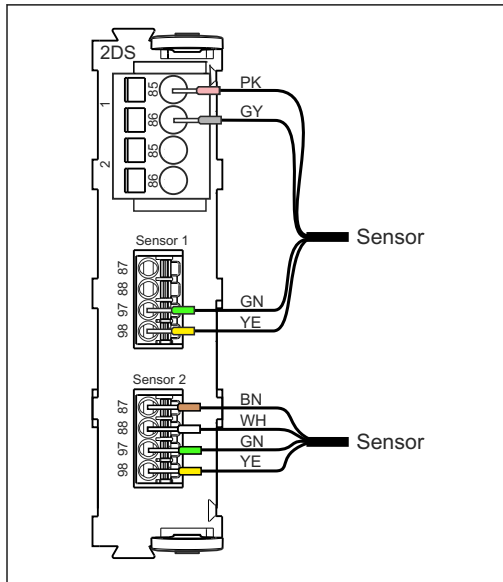 2DS
1
85
PK
86
GY
2
85
86
Sensor
Sensor 1
87
88
97
GN
98
YE
Sensor 2
87
BN
88
WH
97
GN
Sensor
98
YE